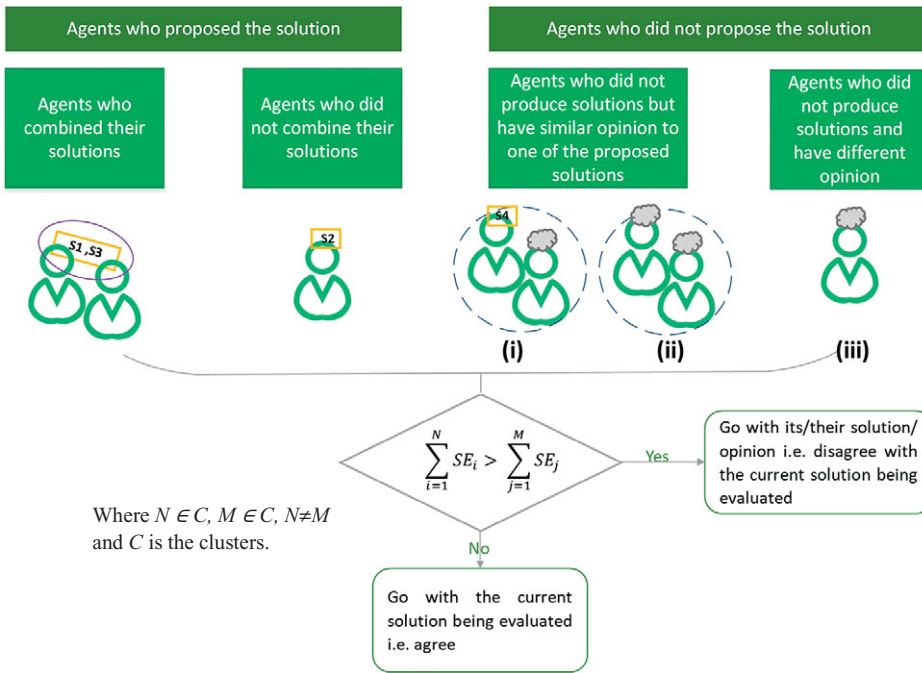 Agents who proposed the solution
Agents who did not propose the solution
Agents who
combined their
solutions
Agents who did
not combine their
solutions
Agents who did not
produce solutions but
have similar opinion to
one of the proposed
solutions
Agents who did
not produce
solutions and
have different
opinion
S1 ,S3
S2
S4
(i)
(ii)
(iii)
\sum_{i=1}^{N} SE_i > \sum_{j=1}^{M} SE_j
Yes
Go with its/their solution/
opinion i.e. disagree with
the current solution being
evaluated
Where N ∈ C, M ∈ C, N≠M
and C is the clusters.
No
Go with the current
solution being evaluated
i.e. agree